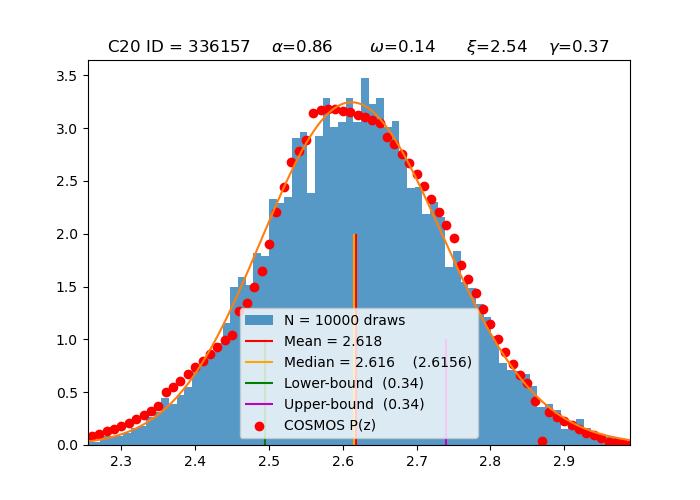 C20 ID = 336157 α=0.86 ω=0.14 ξ=2.54 γ=0.37
3.5
3.0
2.5
2.0
1.5
1.0
0.5
0.0
N = 10000 draws
Mean = 2.618
Median = 2.616 (2.6156)
Lower-bound (0.34)
Upper-bound (0.34)
COSMOS P(z)
2.3 2.4 2.5 2.6 2.7 2.8 2.9